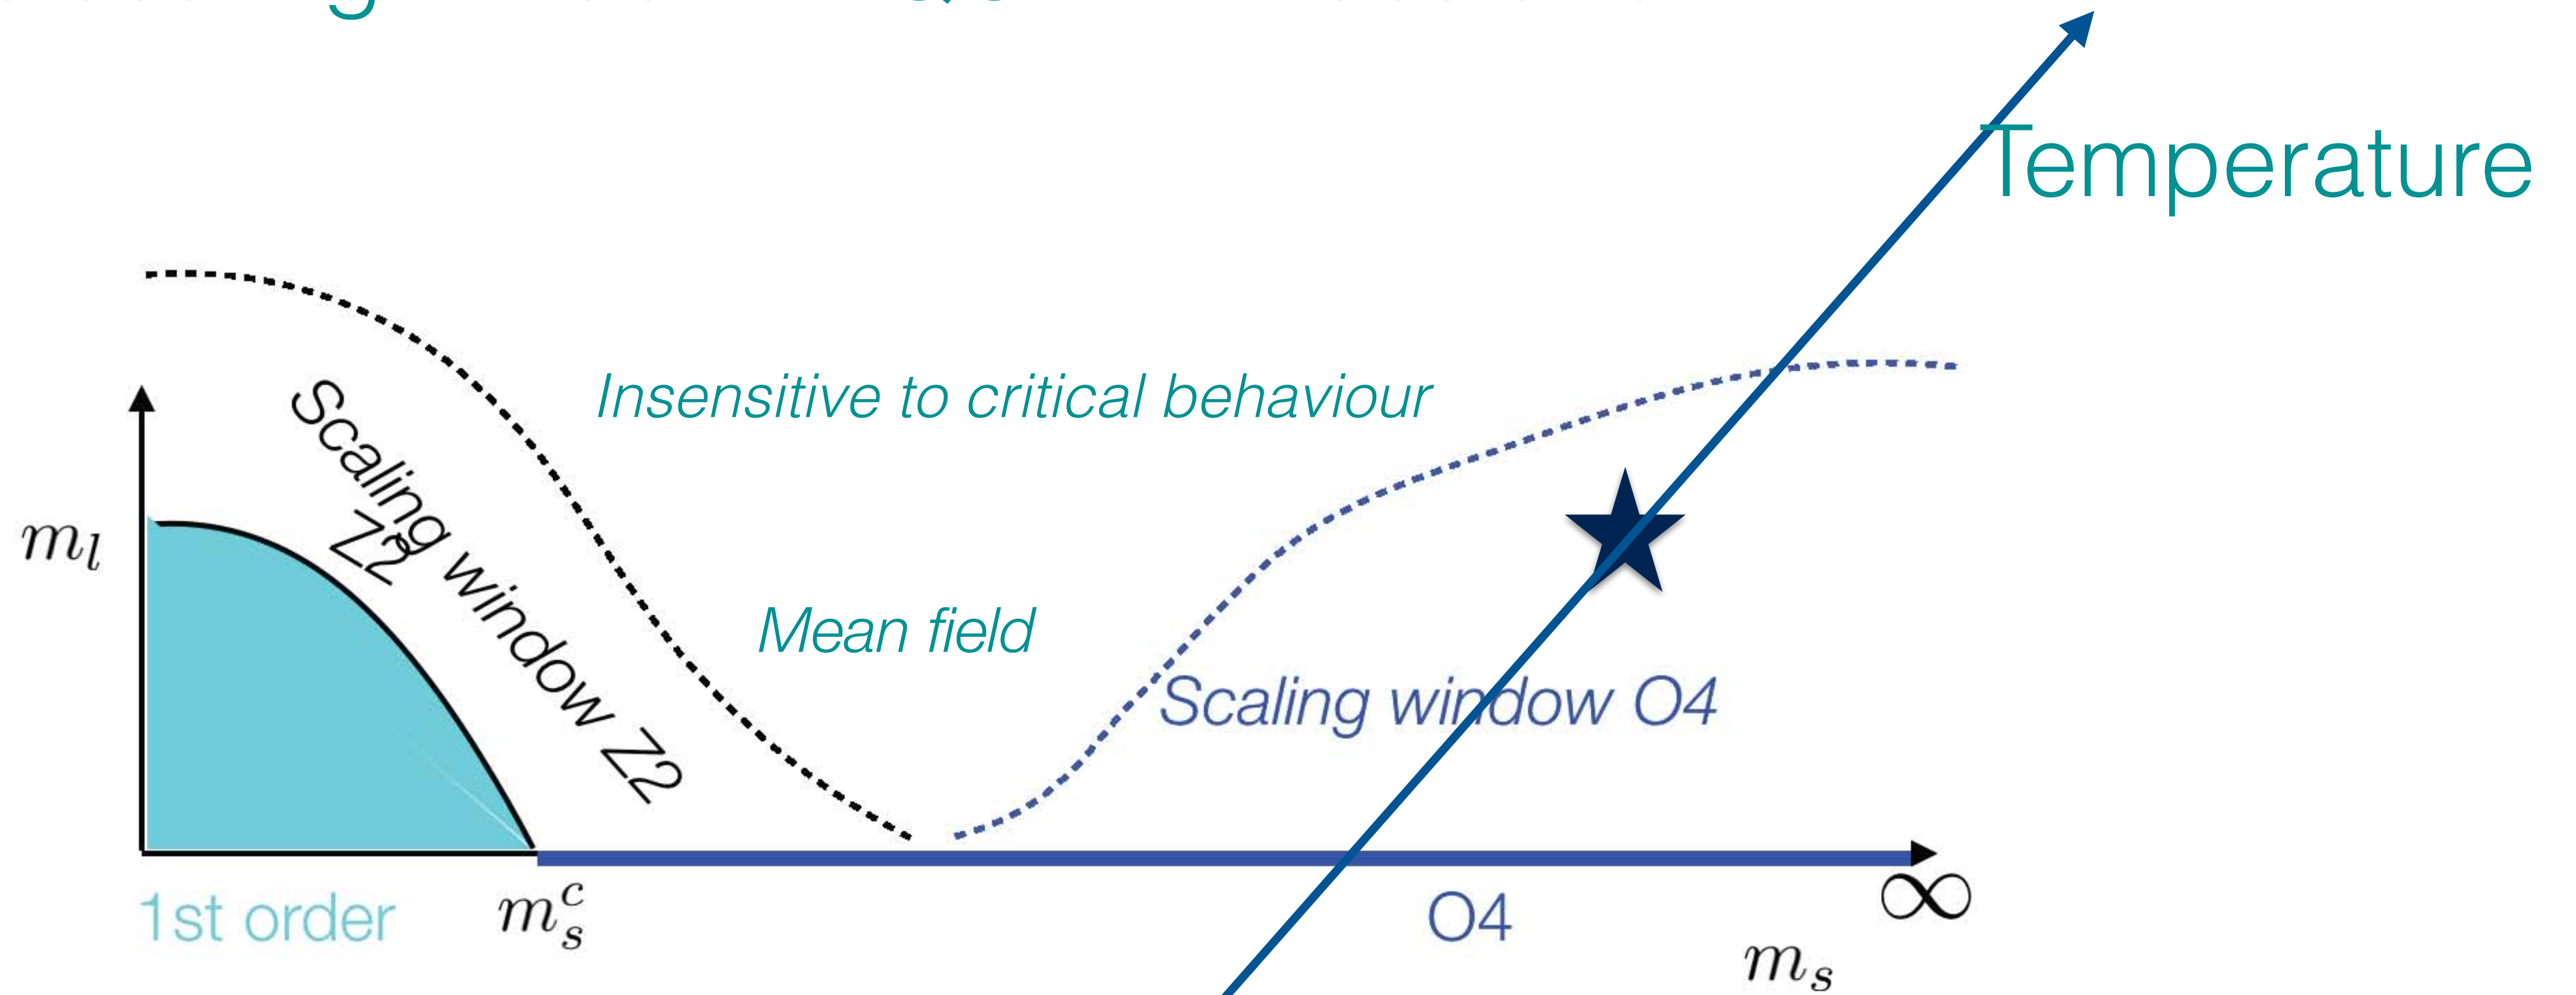 Temperature
Insensitive to critical behaviour
Scaling window Z2
Z2
m_l
Mean field
Scaling window O4
1st order
m_s^c
O4
∞
m_s